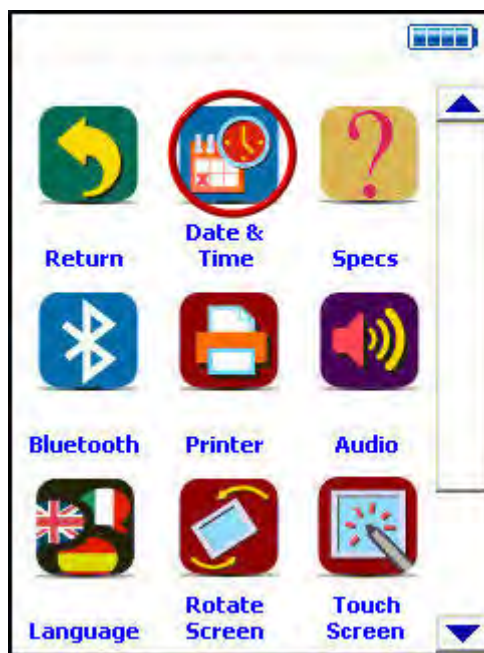 Return
Date &
Time
Specs
Bluetooth
Printer
Audio
Language
Rotate
Screen
Touch
Screen